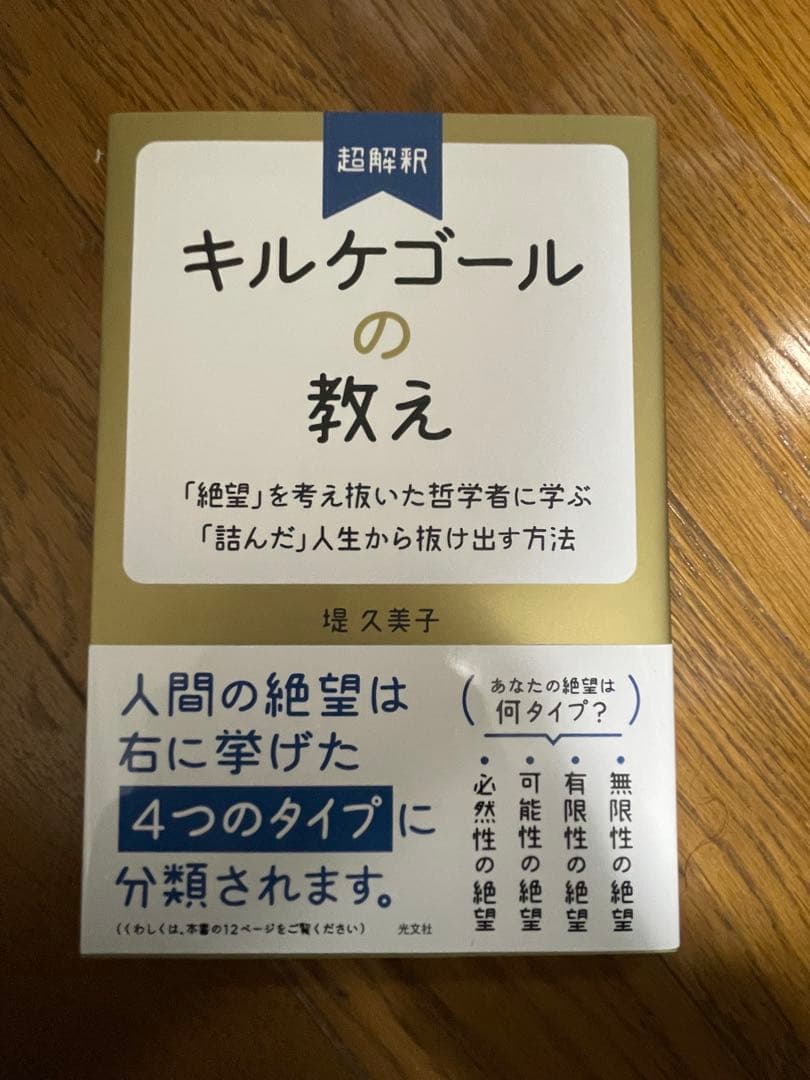 超解釈
キルケゴール
の
教え
「絶望」を考え抜いた哲学者に学ぶ
「詰んだ」人生から抜け出す方法
堤 久美子
人間の絶望は
右に挙げた
4つのタイプに
分類されます。
(くわしくは、本書の12ページをご覧ください)
光文社
あなたの絶望は
何タイプ?
・無限性の絶望
・有限性の絶望
・可能性の絶望
・必然性の絶望